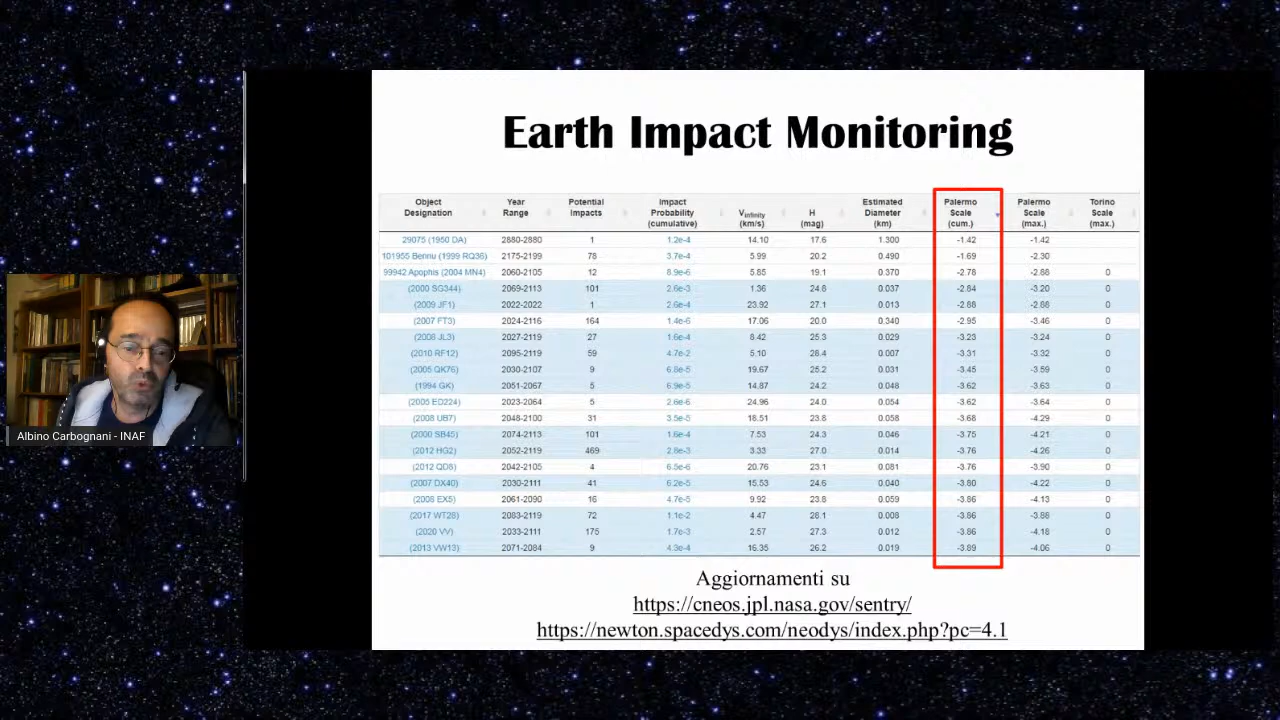 Earth Impact Monitoring
Object Designation Year Range Potential Impacts Impact Probability (cumulative) Vinfinity (km/s) H (mag) Estimated Diameter (km) Palermo Scale (cum.) Palermo Scale (max.) Torino Scale (max.)
29075 (1950 DA) 2880-2880 1 1.2e-4 14.10 17.6 1.300 -1.42 -1.42
101955 Bennu (1999 RQ36) 2175-2199 78 3.7e-4 5.99 20.2 0.490 -1.69 -2.30
99942 Apophis (2004 MN4) 2060-2105 12 8.9e-6 5.85 19.1 0.370 -2.78 -2.88 0
(2000 SG344) 2069-2113 101 2.6e-3 1.36 24.8 0.037 -2.84 -3.20 0
(2009 JF1) 2022-2022 1 2.6e-4 23.92 27.1 0.013 -2.88 -2.88 0
(2007 FT3) 2024-2116 164 1.4e-6 17.06 20.0 0.340 -2.95 -3.46 0
(2008 JL3) 2027-2119 27 1.6e-4 8.42 25.3 0.029 -3.23 -3.24 0
(2010 RF12) 2095-2119 59 4.7e-2 5.10 28.4 0.007 -3.31 -3.32 0
(2005 QK76) 2030-2107 9 6.8e-5 19.67 25.2 0.031 -3.45 -3.59 0
(1994 GK) 2051-2067 5 6.9e-5 14.87 24.2 0.048 -3.62 -3.63 0
(2005 ED224) 2023-2064 5 2.6e-6 24.96 24.0 0.054 -3.62 -3.64 0
(2008 UB7) 2048-2100 31 3.5e-5 18.51 23.8 0.058 -3.68 -4.29 0
(2000 SB45) 2074-2113 101 1.6e-4 7.53 24.3 0.046 -3.75 -4.21 0
(2012 HG2) 2052-2119 469 2.8e-3 3.33 27.0 0.014 -3.76 -4.26 0
(2012 QD8) 2042-2105 4 6.5e-6 20.76 23.1 0.081 -3.76 -3.90 0
(2007 DX40) 2030-2111 41 6.2e-5 15.53 24.6 0.040 -3.80 -4.22 0
(2008 EX5) 2061-2090 16 4.7e-5 9.92 23.8 0.059 -3.86 -4.13 0
(2017 WT28) 2083-2119 72 1.1e-2 4.47 28.1 0.008 -3.86 -3.88 0
(2020 VV) 2033-2111 175 1.7e-3 2.57 27.3 0.012 -3.86 -4.18 0
(2013 VW13) 2071-2084 9 4.3e-4 16.35 26.2 0.019 -3.89 -4.06 0
Aggiornamenti su
https://cneos.jpl.nasa.gov/sentry/
https://newton.spacedys.com/neodys/index.php?pc=4.1
Albino Carbognani - INAF